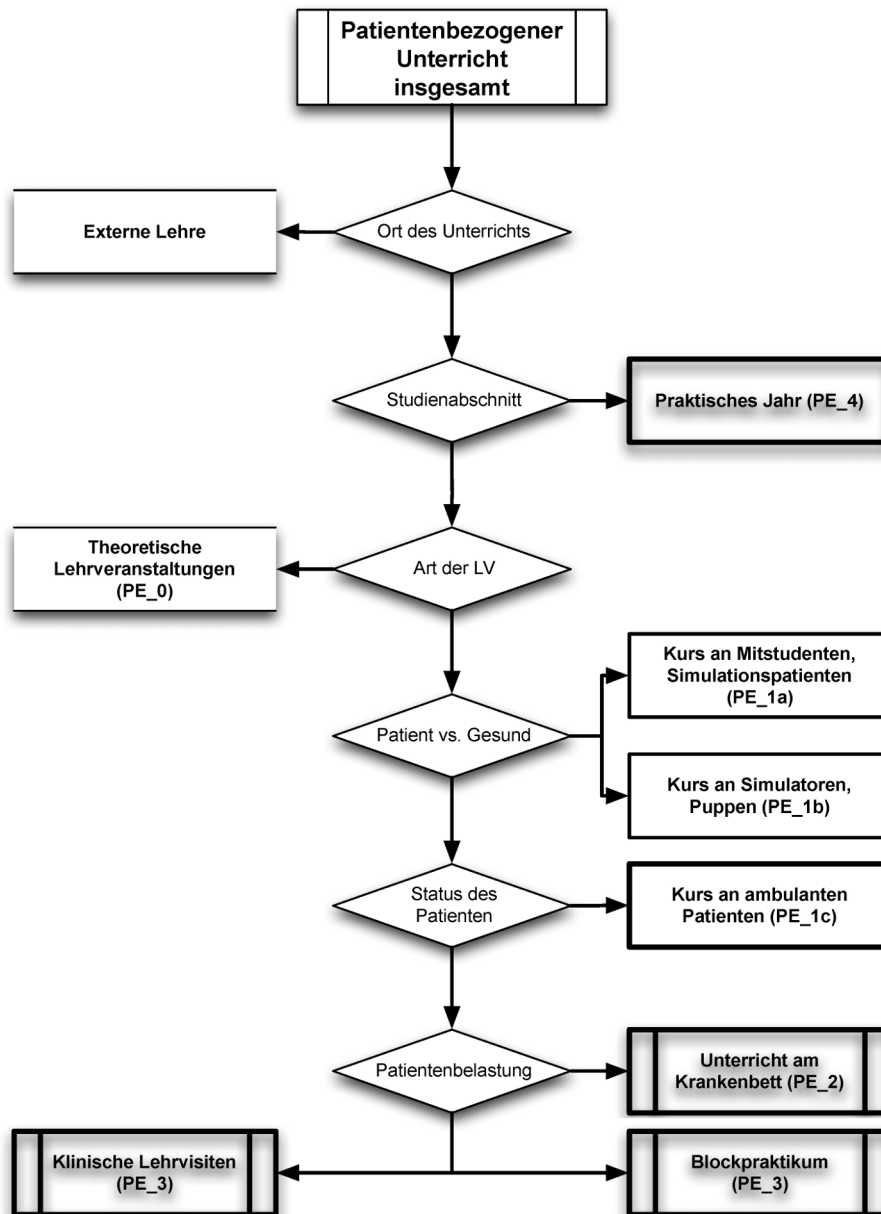 Patientenbezogener
Unterricht
insgesamt
Externe Lehre
Ort des Unterrichts
Studienabschnitt
Praktisches Jahr (PE_4)
Theoretische
Lehrveranstaltungen
(PE_0)
Art der LV
Kurs an Mitstudenten,
Simulationspatienten
(PE_1a)
Patient vs. Gesund
Kurs an Simulatoren,
Puppen (PE_1b)
Status des
Patienten
Kurs an ambulanten
Patienten (PE_1c)
Patientenbelastung
Unterricht am
Krankenbett (PE_2)
Klinische Lehrvisiten
(PE_3)
Blockpraktikum
(PE_3)